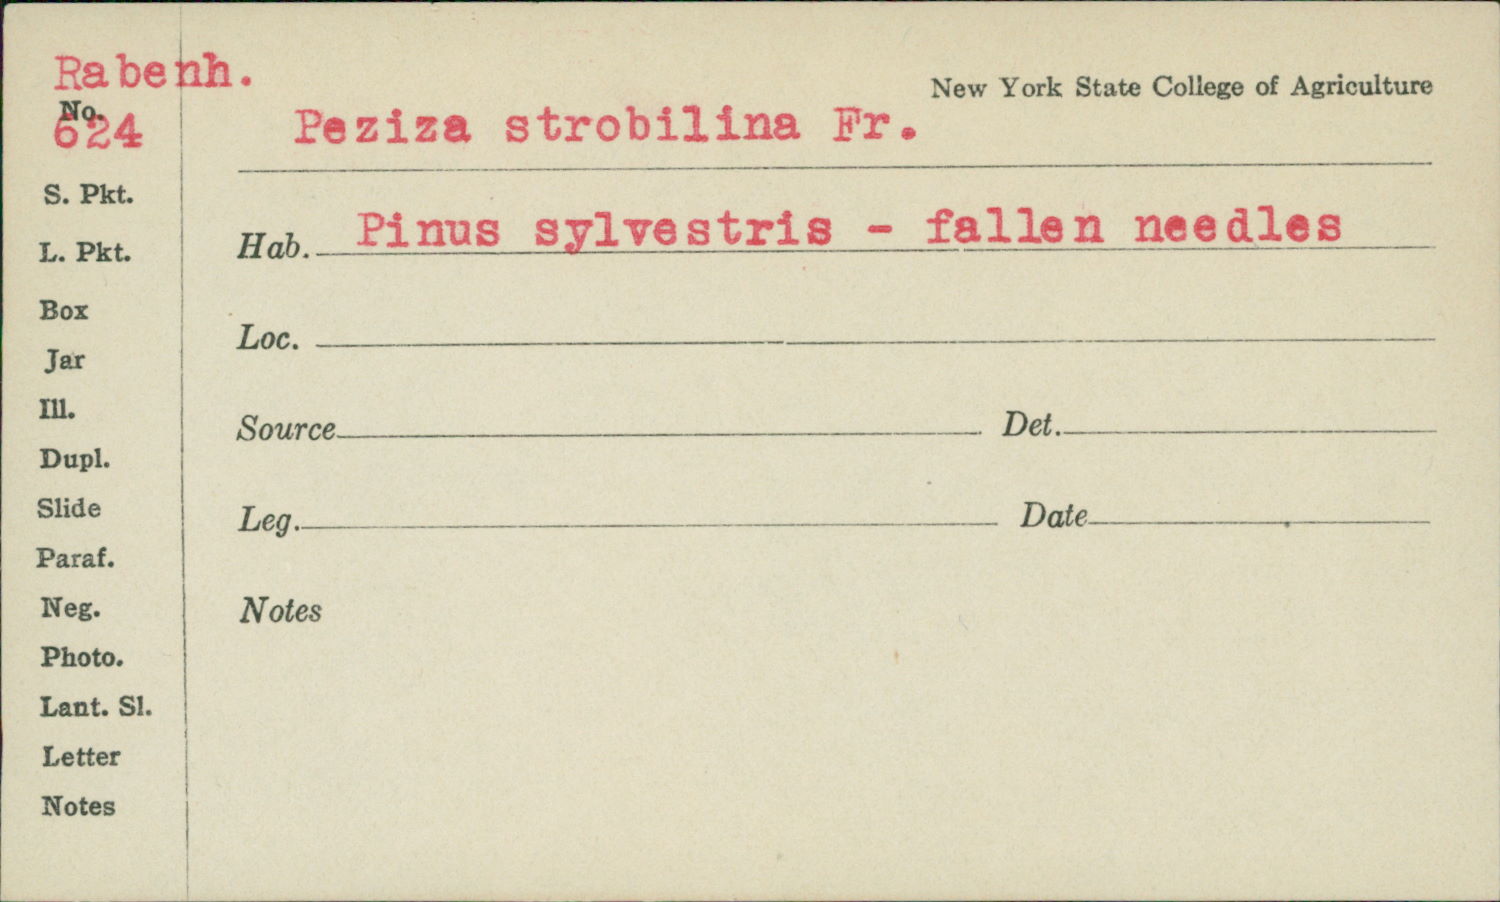 Rabenh.
New York State College of Agriculture
No.
624
Peziza strobilina Fr.
S. Pkt.
Hab. Pinus sylvestris - fallen needles
L. Pkt.
Box
Loc.
Jar
Ill.
Source Det.
Dupl.
Slide
Leg. Date
Paraf.
Neg.
Notes
Photo.
Lant. Sl.
Letter
Notes